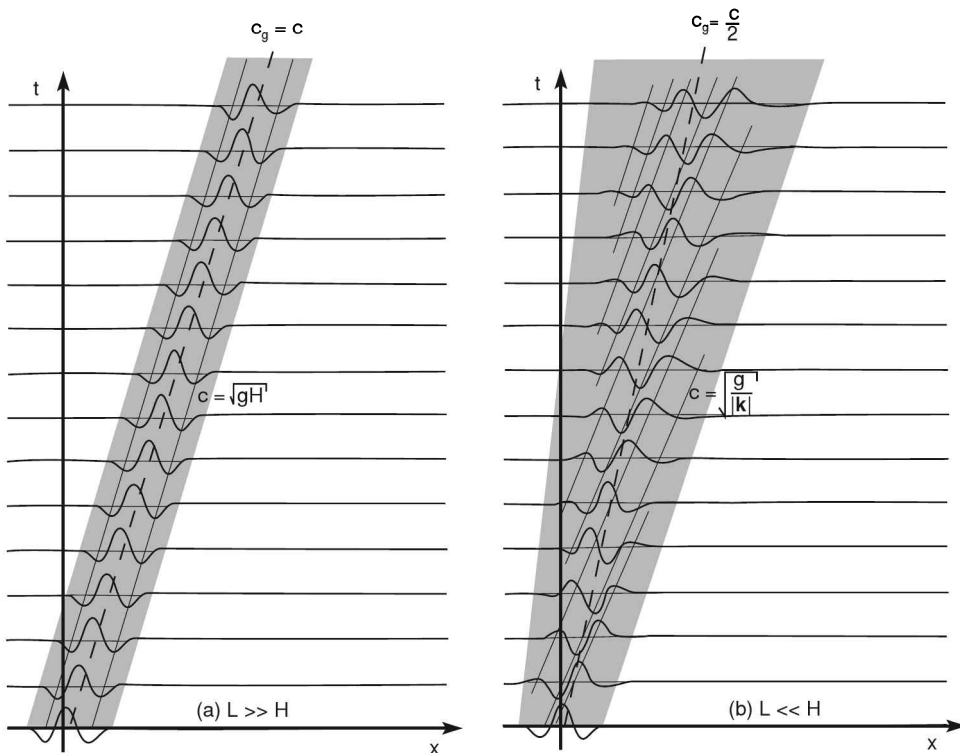 c_g = c
t
c = √gH
(a) L >> H
x
c_g = c/2
t
c = √g/|k|
(b) L << H
x